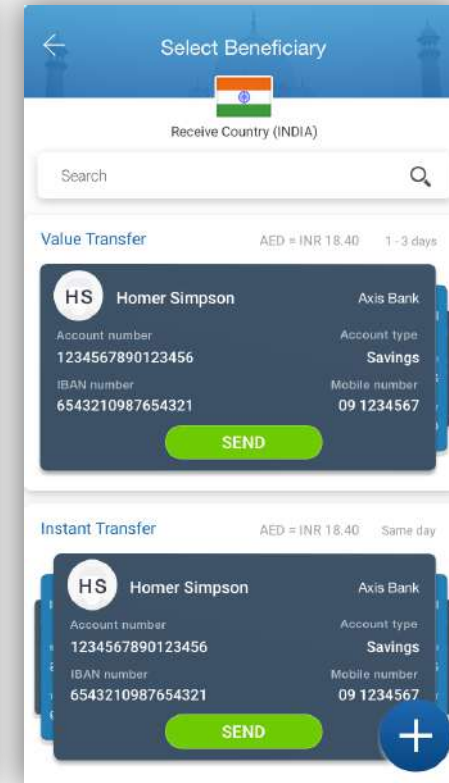 Select Beneficiary
Receive Country (INDIA)
Search
Value Transfer AED = INR 18.40 1 - 3 days
HS Homer Simpson Axis Bank
Account number Account type
1234567890123456 Savings
IBAN number Mobile number
6543210987654321 09 1234567
SEND
Instant Transfer AED = INR 18.40 Same day
HS Homer Simpson Axis Bank
Account number Account type
1234567890123456 Savings
IBAN number Mobile number
6543210987654321 09 1234567
SEND